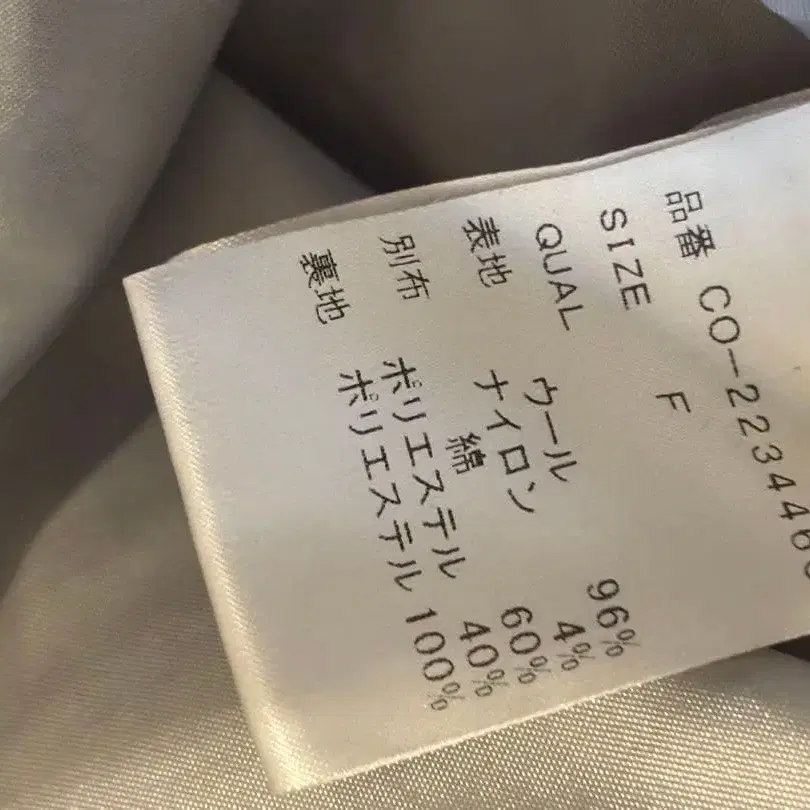 品番 CO-223446
SIZE F
QUAL
表地 ウール 96%
ナイロン 4%
別布 綿 60%
ポリエステル 40%
裏地 ポリエステル 100%